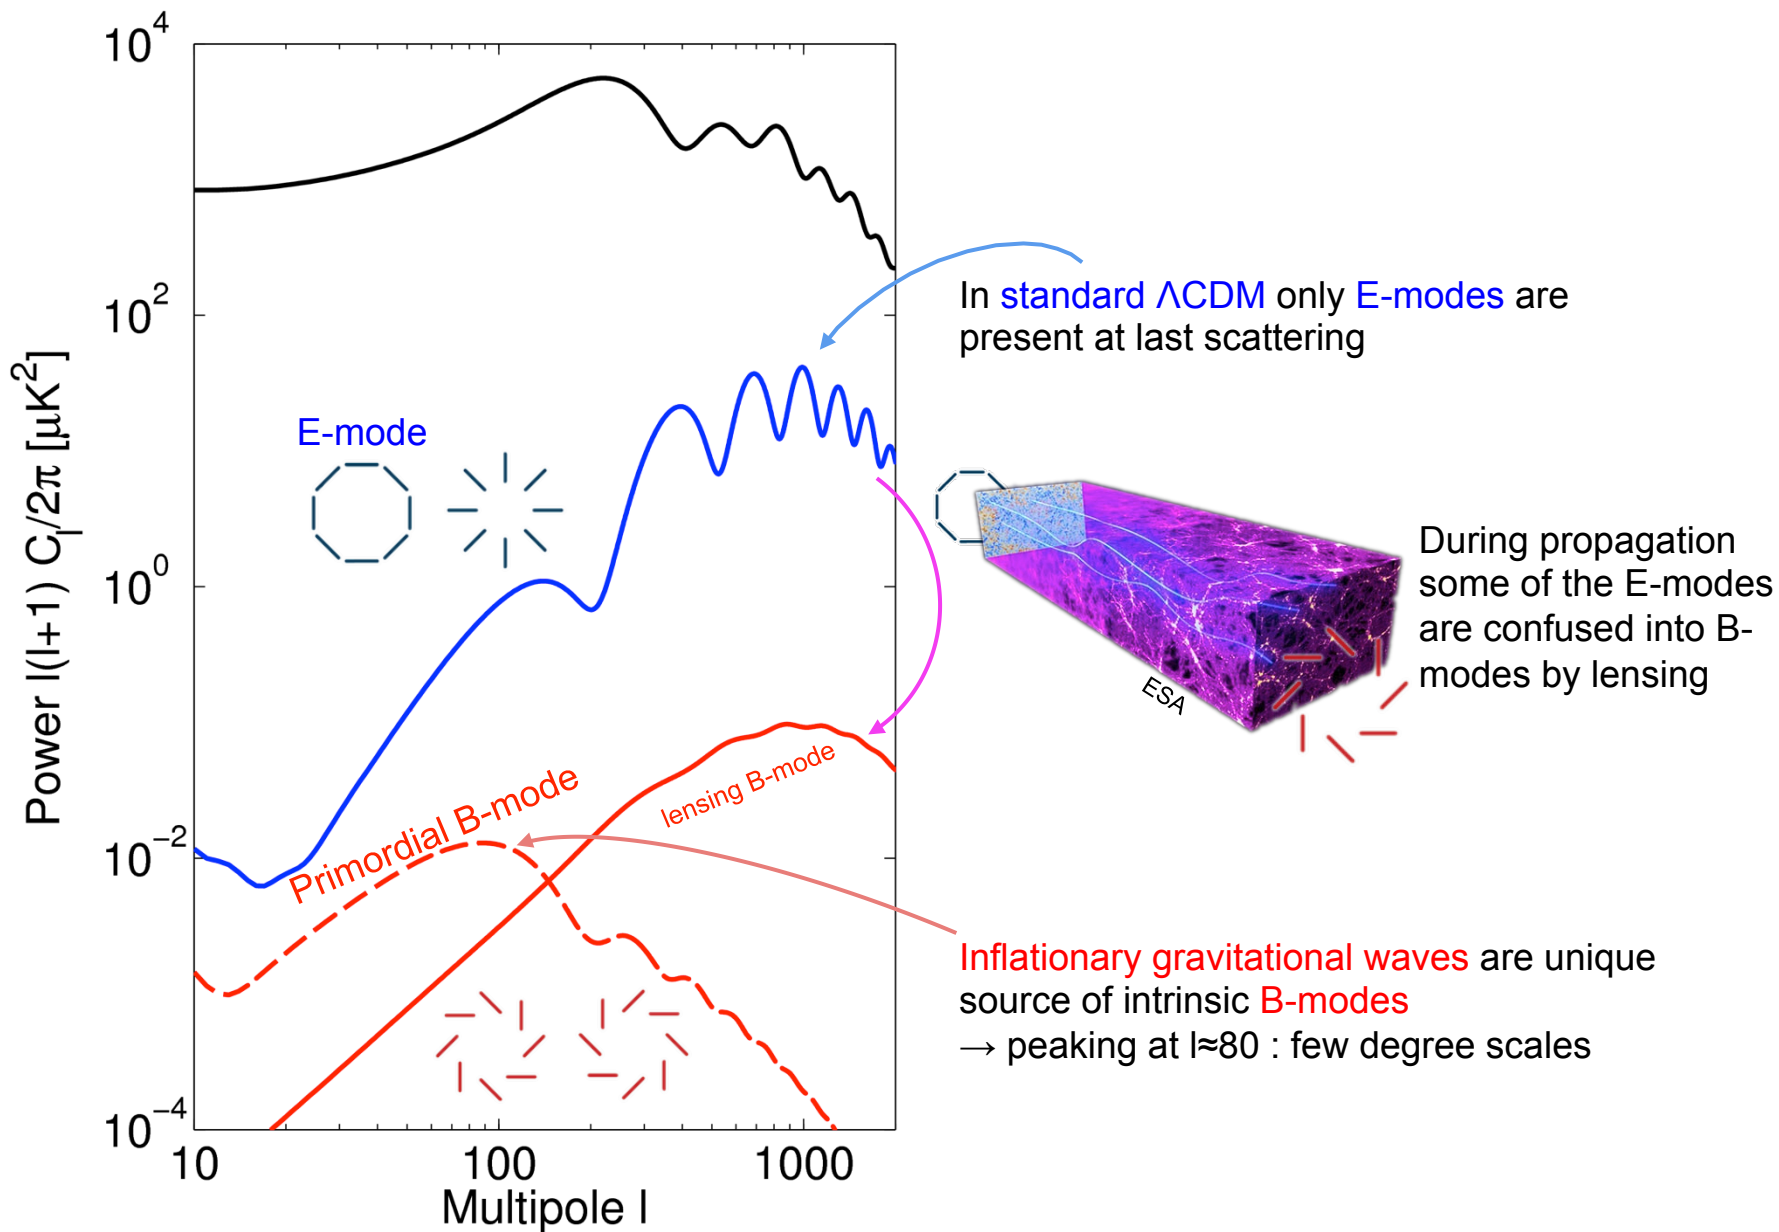 10^4
10^2
10^0
10^-2
10^-4
Power l(l+1) C_l/2π [μK^2]
10
100
1000
Multipole l
E-mode
Primordial B-mode
lensing B-mode
In standard ΛCDM only E-modes are
present at last scattering
ESA
During propagation
some of the E-modes
are confused into B-
modes by lensing
Inflationary gravitational waves are unique
source of intrinsic B-modes
→ peaking at l≈80 : few degree scales